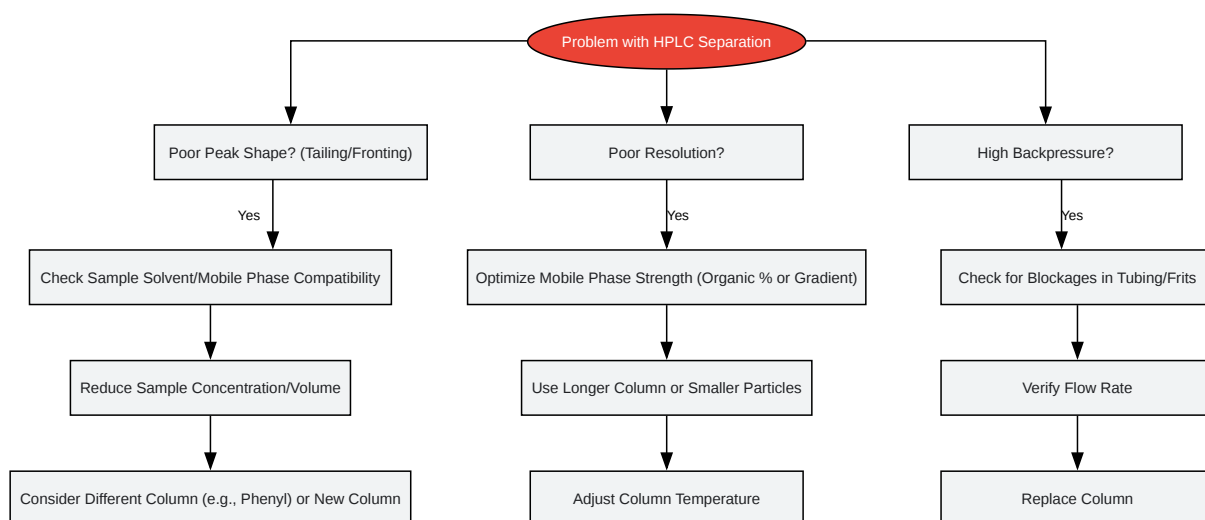 Problem with HPLC Separation
Poor Peak Shape? (Tailing/Fronting)
Poor Resolution?
High Backpressure?
Yes
Yes
Yes
Check Sample Solvent/Mobile Phase Compatibility
Optimize Mobile Phase Strength (Organic % or Gradient)
Check for Blockages in Tubing/Frits
Reduce Sample Concentration/Volume
Use Longer Column or Smaller Particles
Verify Flow Rate
Consider Different Column (e.g., Phenyl) or New Column
Adjust Column Temperature
Replace Column